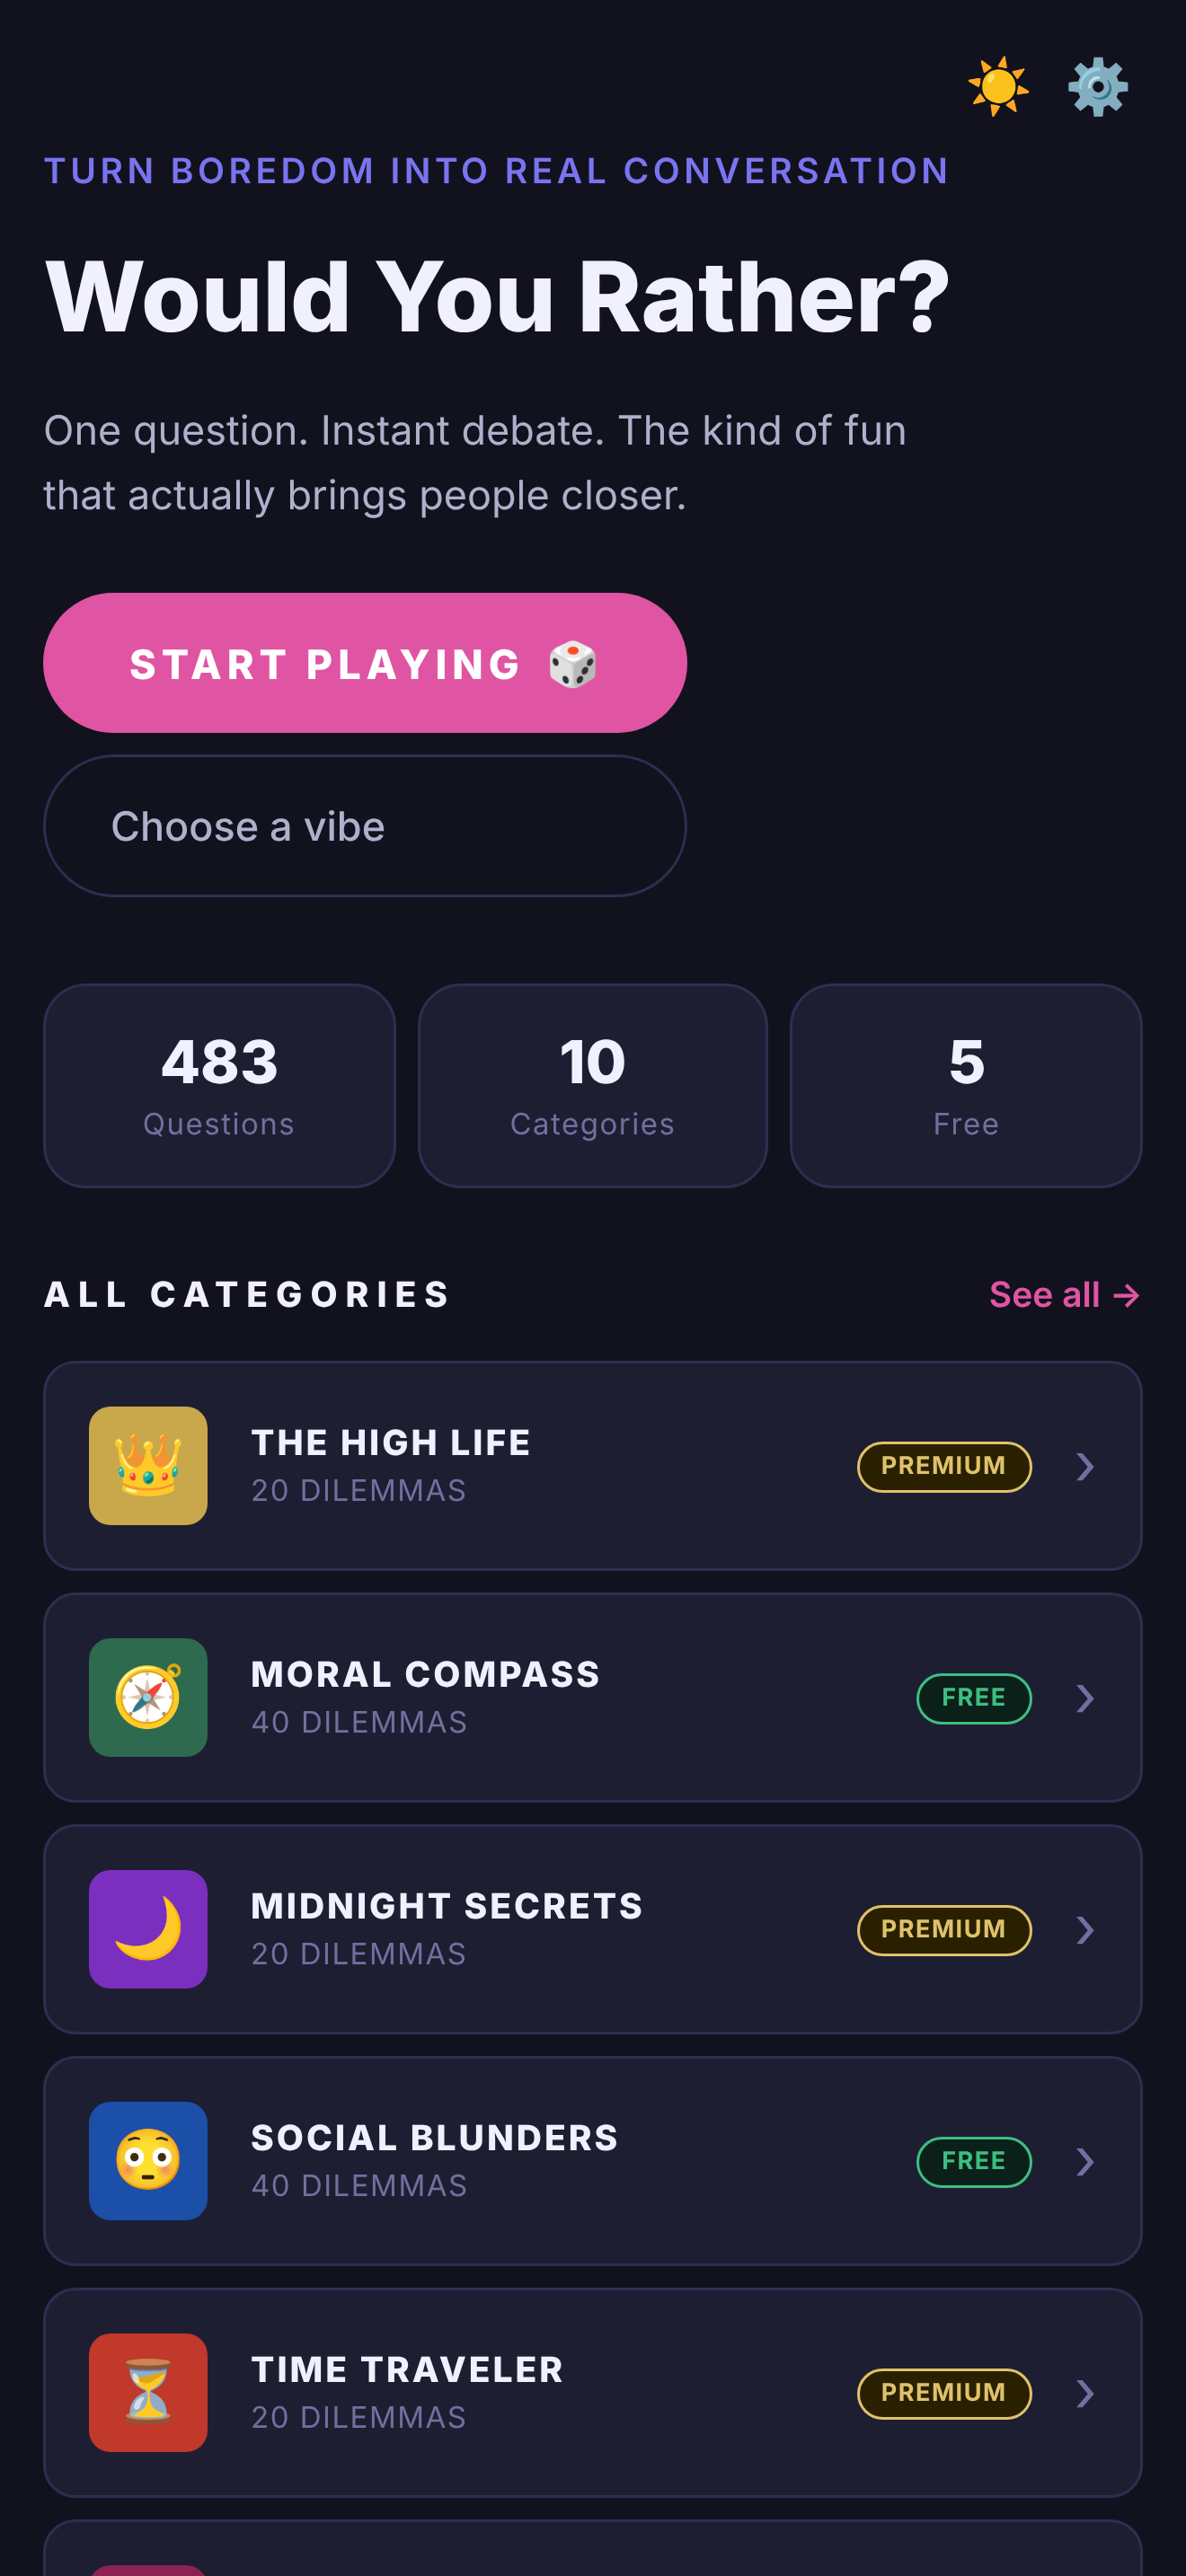 TURN BOREDOM INTO REAL CONVERSATION
Would You Rather?
One question. Instant debate. The kind of fun
that actually brings people closer.
START PLAYING 🎲
Choose a vibe
483
Questions
10
Categories
5
Free
ALL CATEGORIES
See all →
THE HIGH LIFE
20 DILEMMAS
PREMIUM
MORAL COMPASS
40 DILEMMAS
FREE
MIDNIGHT SECRETS
20 DILEMMAS
PREMIUM
SOCIAL BLUNDERS
40 DILEMMAS
FREE
TIME TRAVELER
20 DILEMMAS
PREMIUM